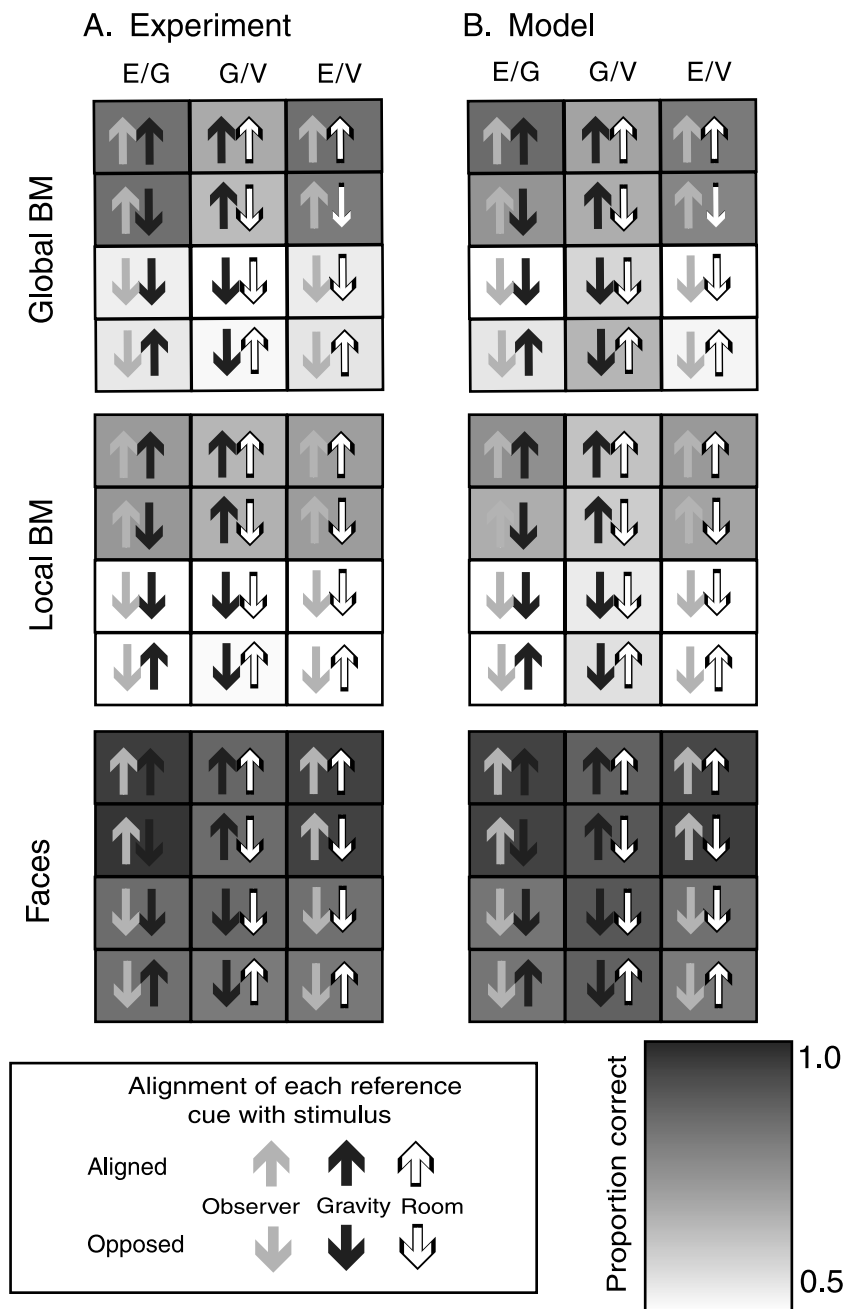 A. Experiment
B. Model
E/G G/V E/V
E/G G/V E/V
Global BM
Local BM
Faces
Alignment of each reference
cue with stimulus
Aligned
Observer Gravity Room
Opposed
Proportion correct
1.0
0.5